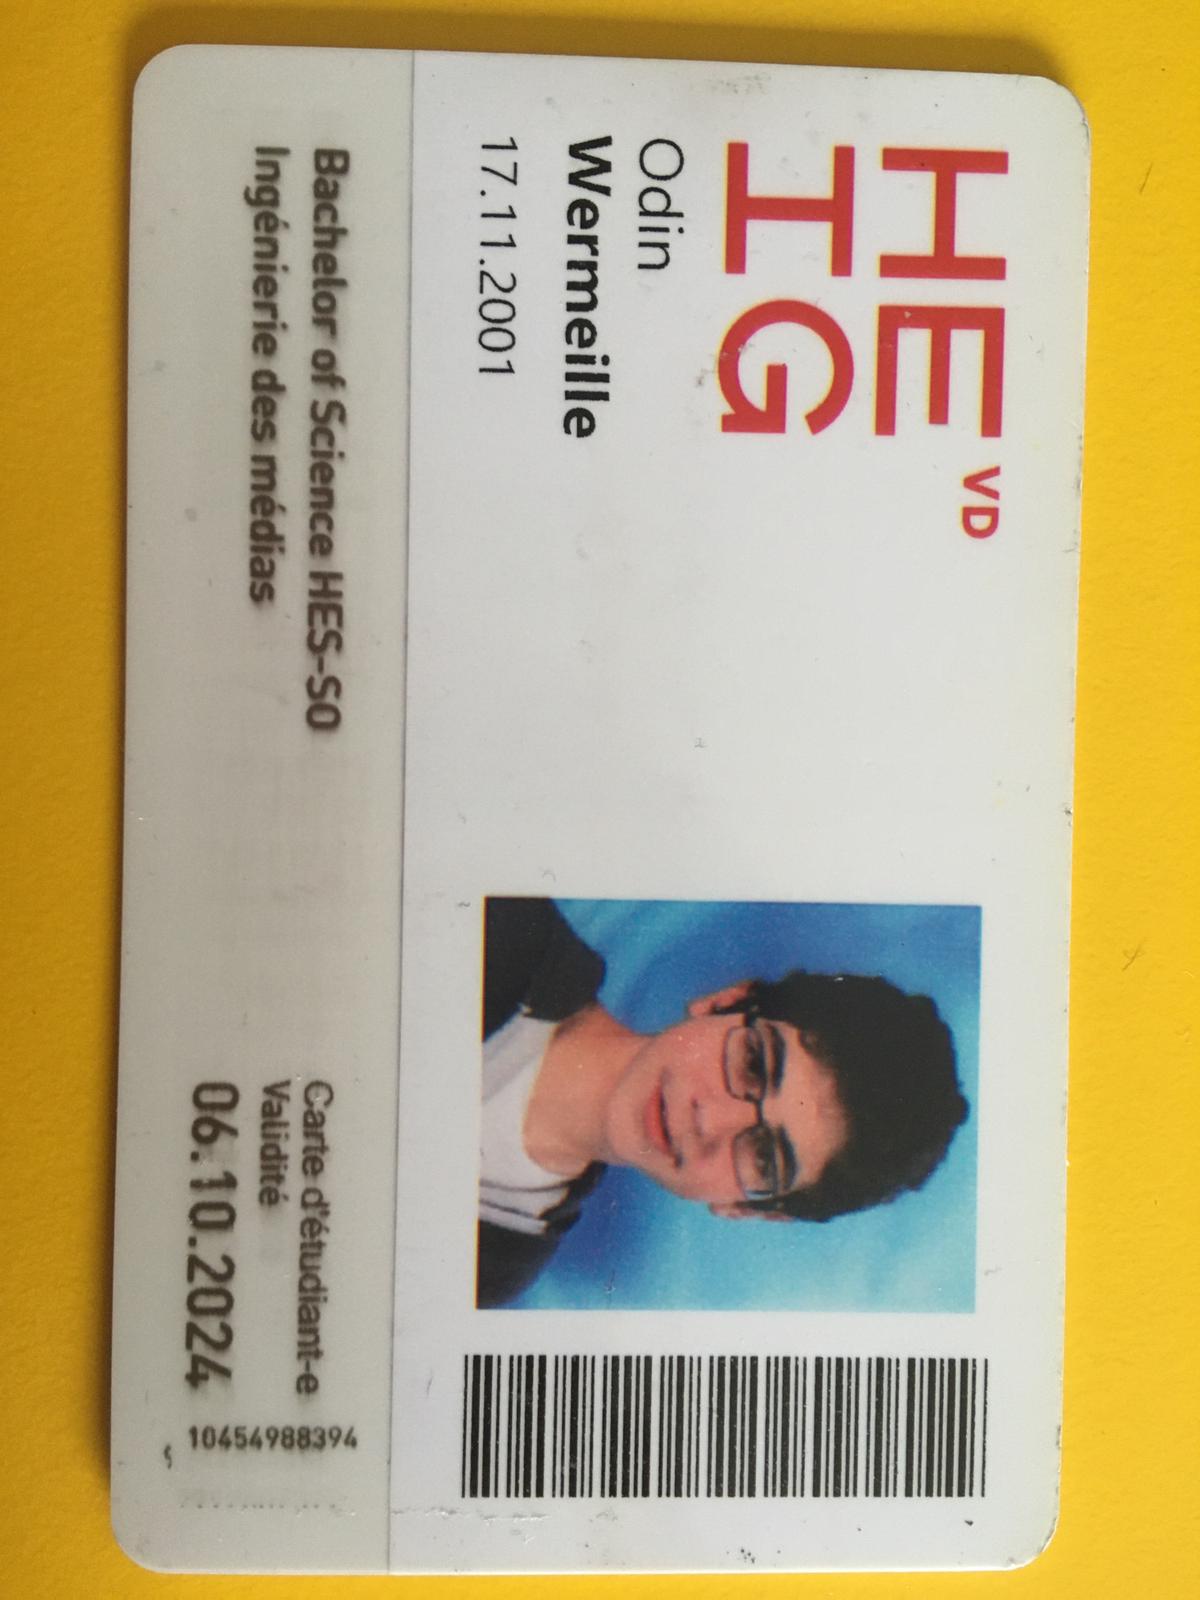 HE VD
IG
Odin
Wermeille
17.11.2001
Bachelor of Science HES-SO
Ingénierie des médias
Carte d'étudiant-e
Validité
06.10.2024
10454988394